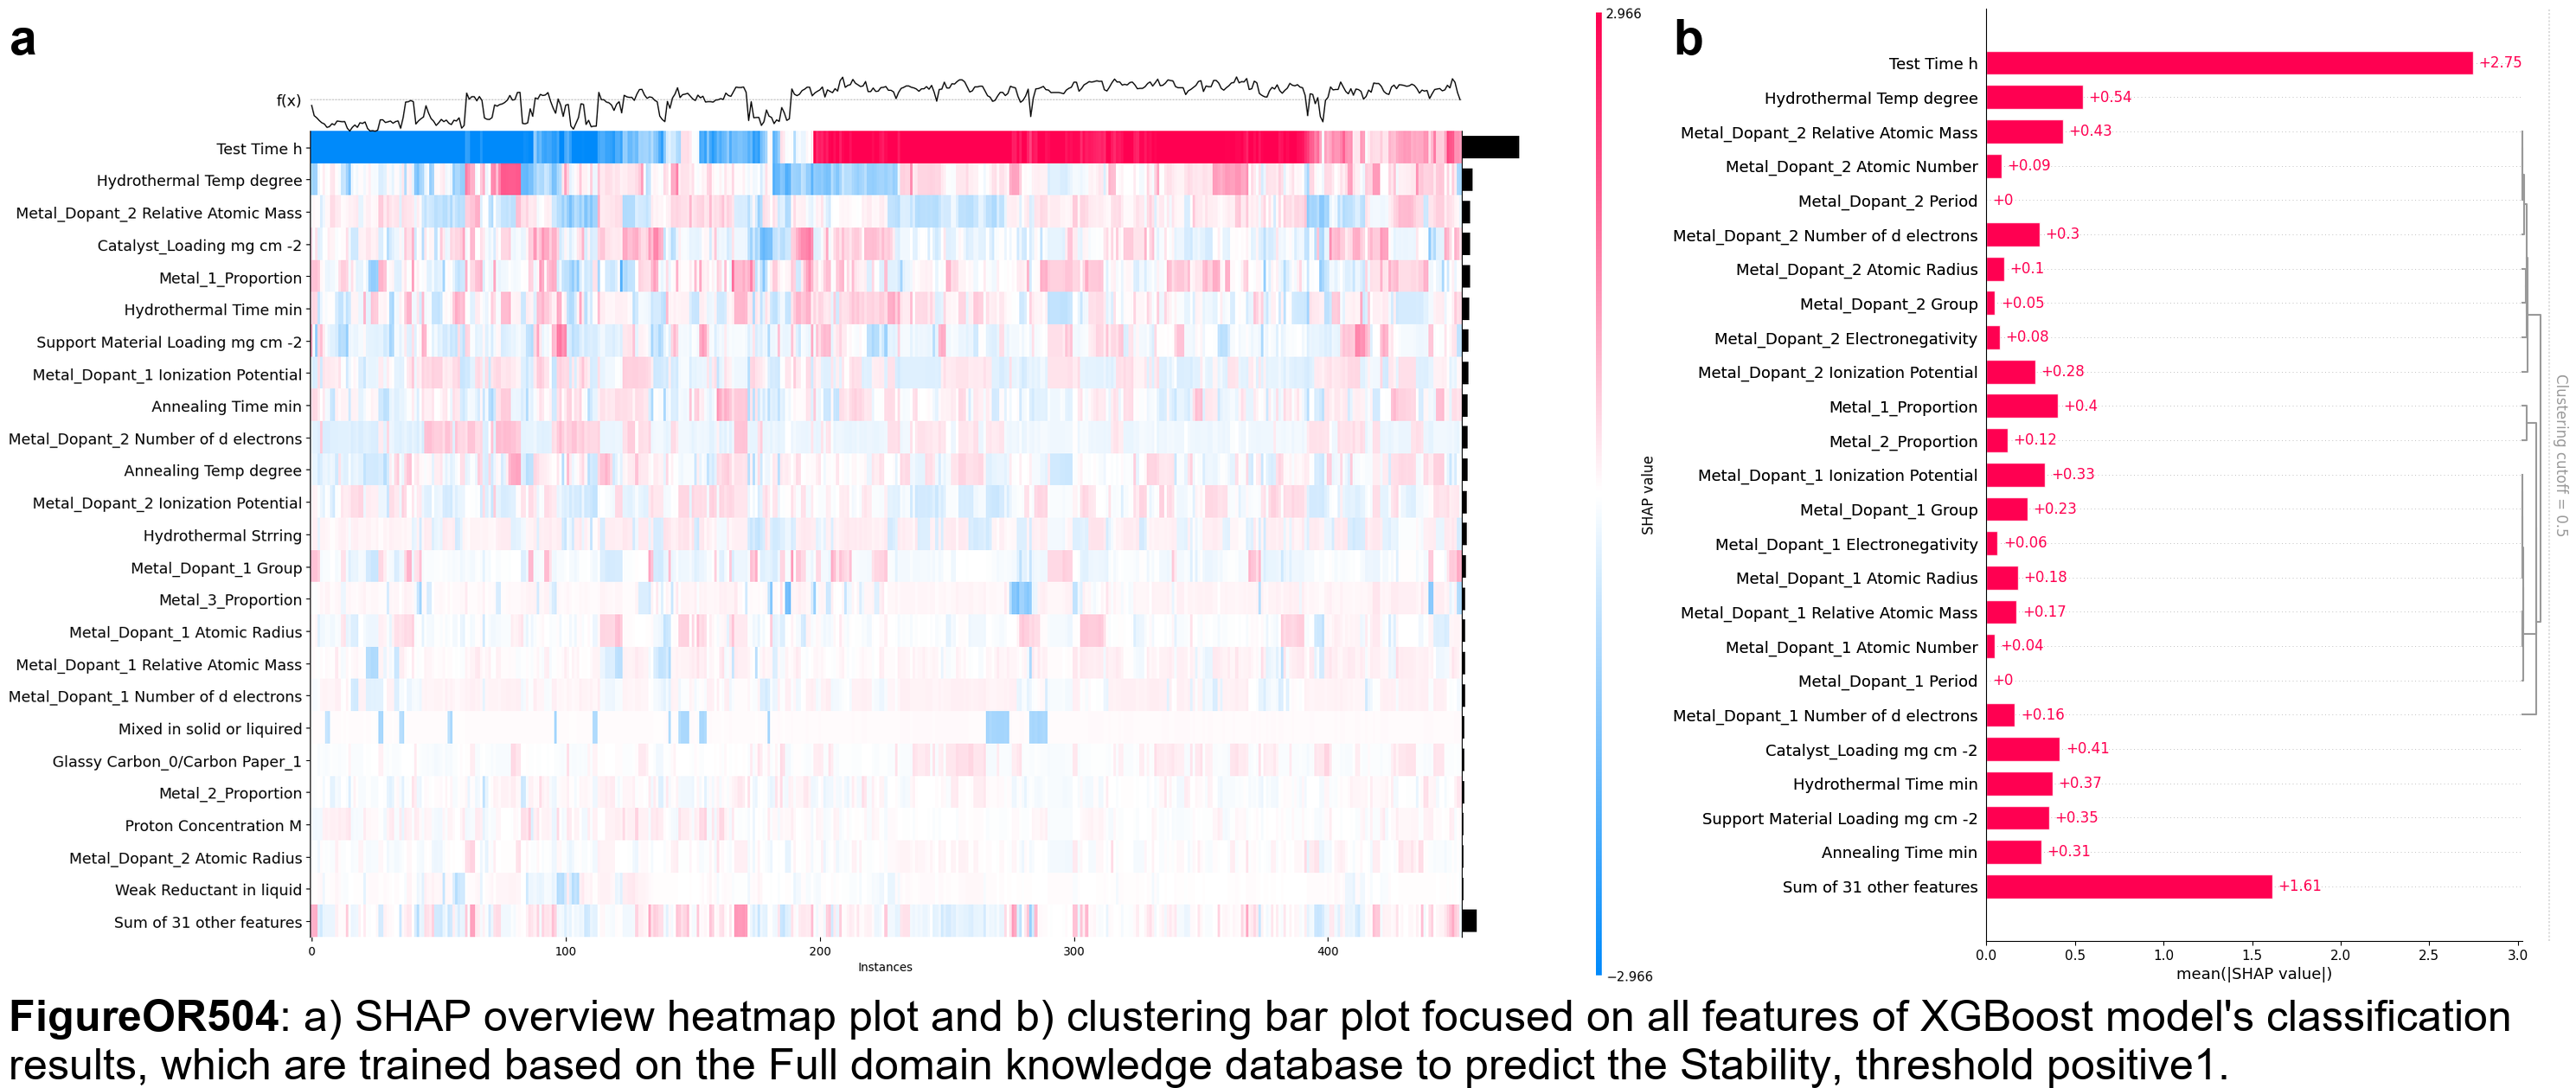 a
2.966
f(x)
Test Time h
Hydrothermal Temp degree
Metal_Dopant_2 Relative Atomic Mass
Catalyst_Loading mg cm -2
Metal_1_Proportion
Hydrothermal Time min
Support Material Loading mg cm -2
Metal_Dopant_1 Ionization Potential
Annealing Time min
Metal_Dopant_2 Number of d electrons
Annealing Temp degree
Metal_Dopant_2 Ionization Potential
Hydrothermal Strring
Metal_Dopant_1 Group
Metal_3_Proportion
Metal_Dopant_1 Atomic Radius
Metal_Dopant_1 Relative Atomic Mass
Metal_Dopant_1 Number of d electrons
Mixed in solid or liquired
Glassy Carbon_0/Carbon Paper_1
Metal_2_Proportion
Proton Concentration M
Metal_Dopant_2 Atomic Radius
Weak Reductant in liquid
Sum of 31 other features
0 100 200 300 400
Instances
SHAP value
−2.966
b
Test Time h +2.75
Hydrothermal Temp degree +0.54
Metal_Dopant_2 Relative Atomic Mass +0.43
Metal_Dopant_2 Atomic Number +0.09
Metal_Dopant_2 Period +0
Metal_Dopant_2 Number of d electrons +0.3
Metal_Dopant_2 Atomic Radius +0.1
Metal_Dopant_2 Group +0.05
Metal_Dopant_2 Electronegativity +0.08
Metal_Dopant_2 Ionization Potential +0.28
Metal_1_Proportion +0.4
Metal_2_Proportion +0.12
Metal_Dopant_1 Ionization Potential +0.33
Metal_Dopant_1 Group +0.23
Metal_Dopant_1 Electronegativity +0.06
Metal_Dopant_1 Atomic Radius +0.18
Metal_Dopant_1 Relative Atomic Mass +0.17
Metal_Dopant_1 Atomic Number +0.04
Metal_Dopant_1 Period +0
Metal_Dopant_1 Number of d electrons +0.16
Catalyst_Loading mg cm -2 +0.41
Hydrothermal Time min +0.37
Support Material Loading mg cm -2 +0.35
Annealing Time min +0.31
Sum of 31 other features +1.61
0.0 0.5 1.0 1.5 2.0 2.5 3.0
mean(|SHAP value|)
Clustering cutoff = 0.5
FigureOR504: a) SHAP overview heatmap plot and b) clustering bar plot focused on all features of XGBoost model's classification
results, which are trained based on the Full domain knowledge database to predict the Stability, threshold positive1.